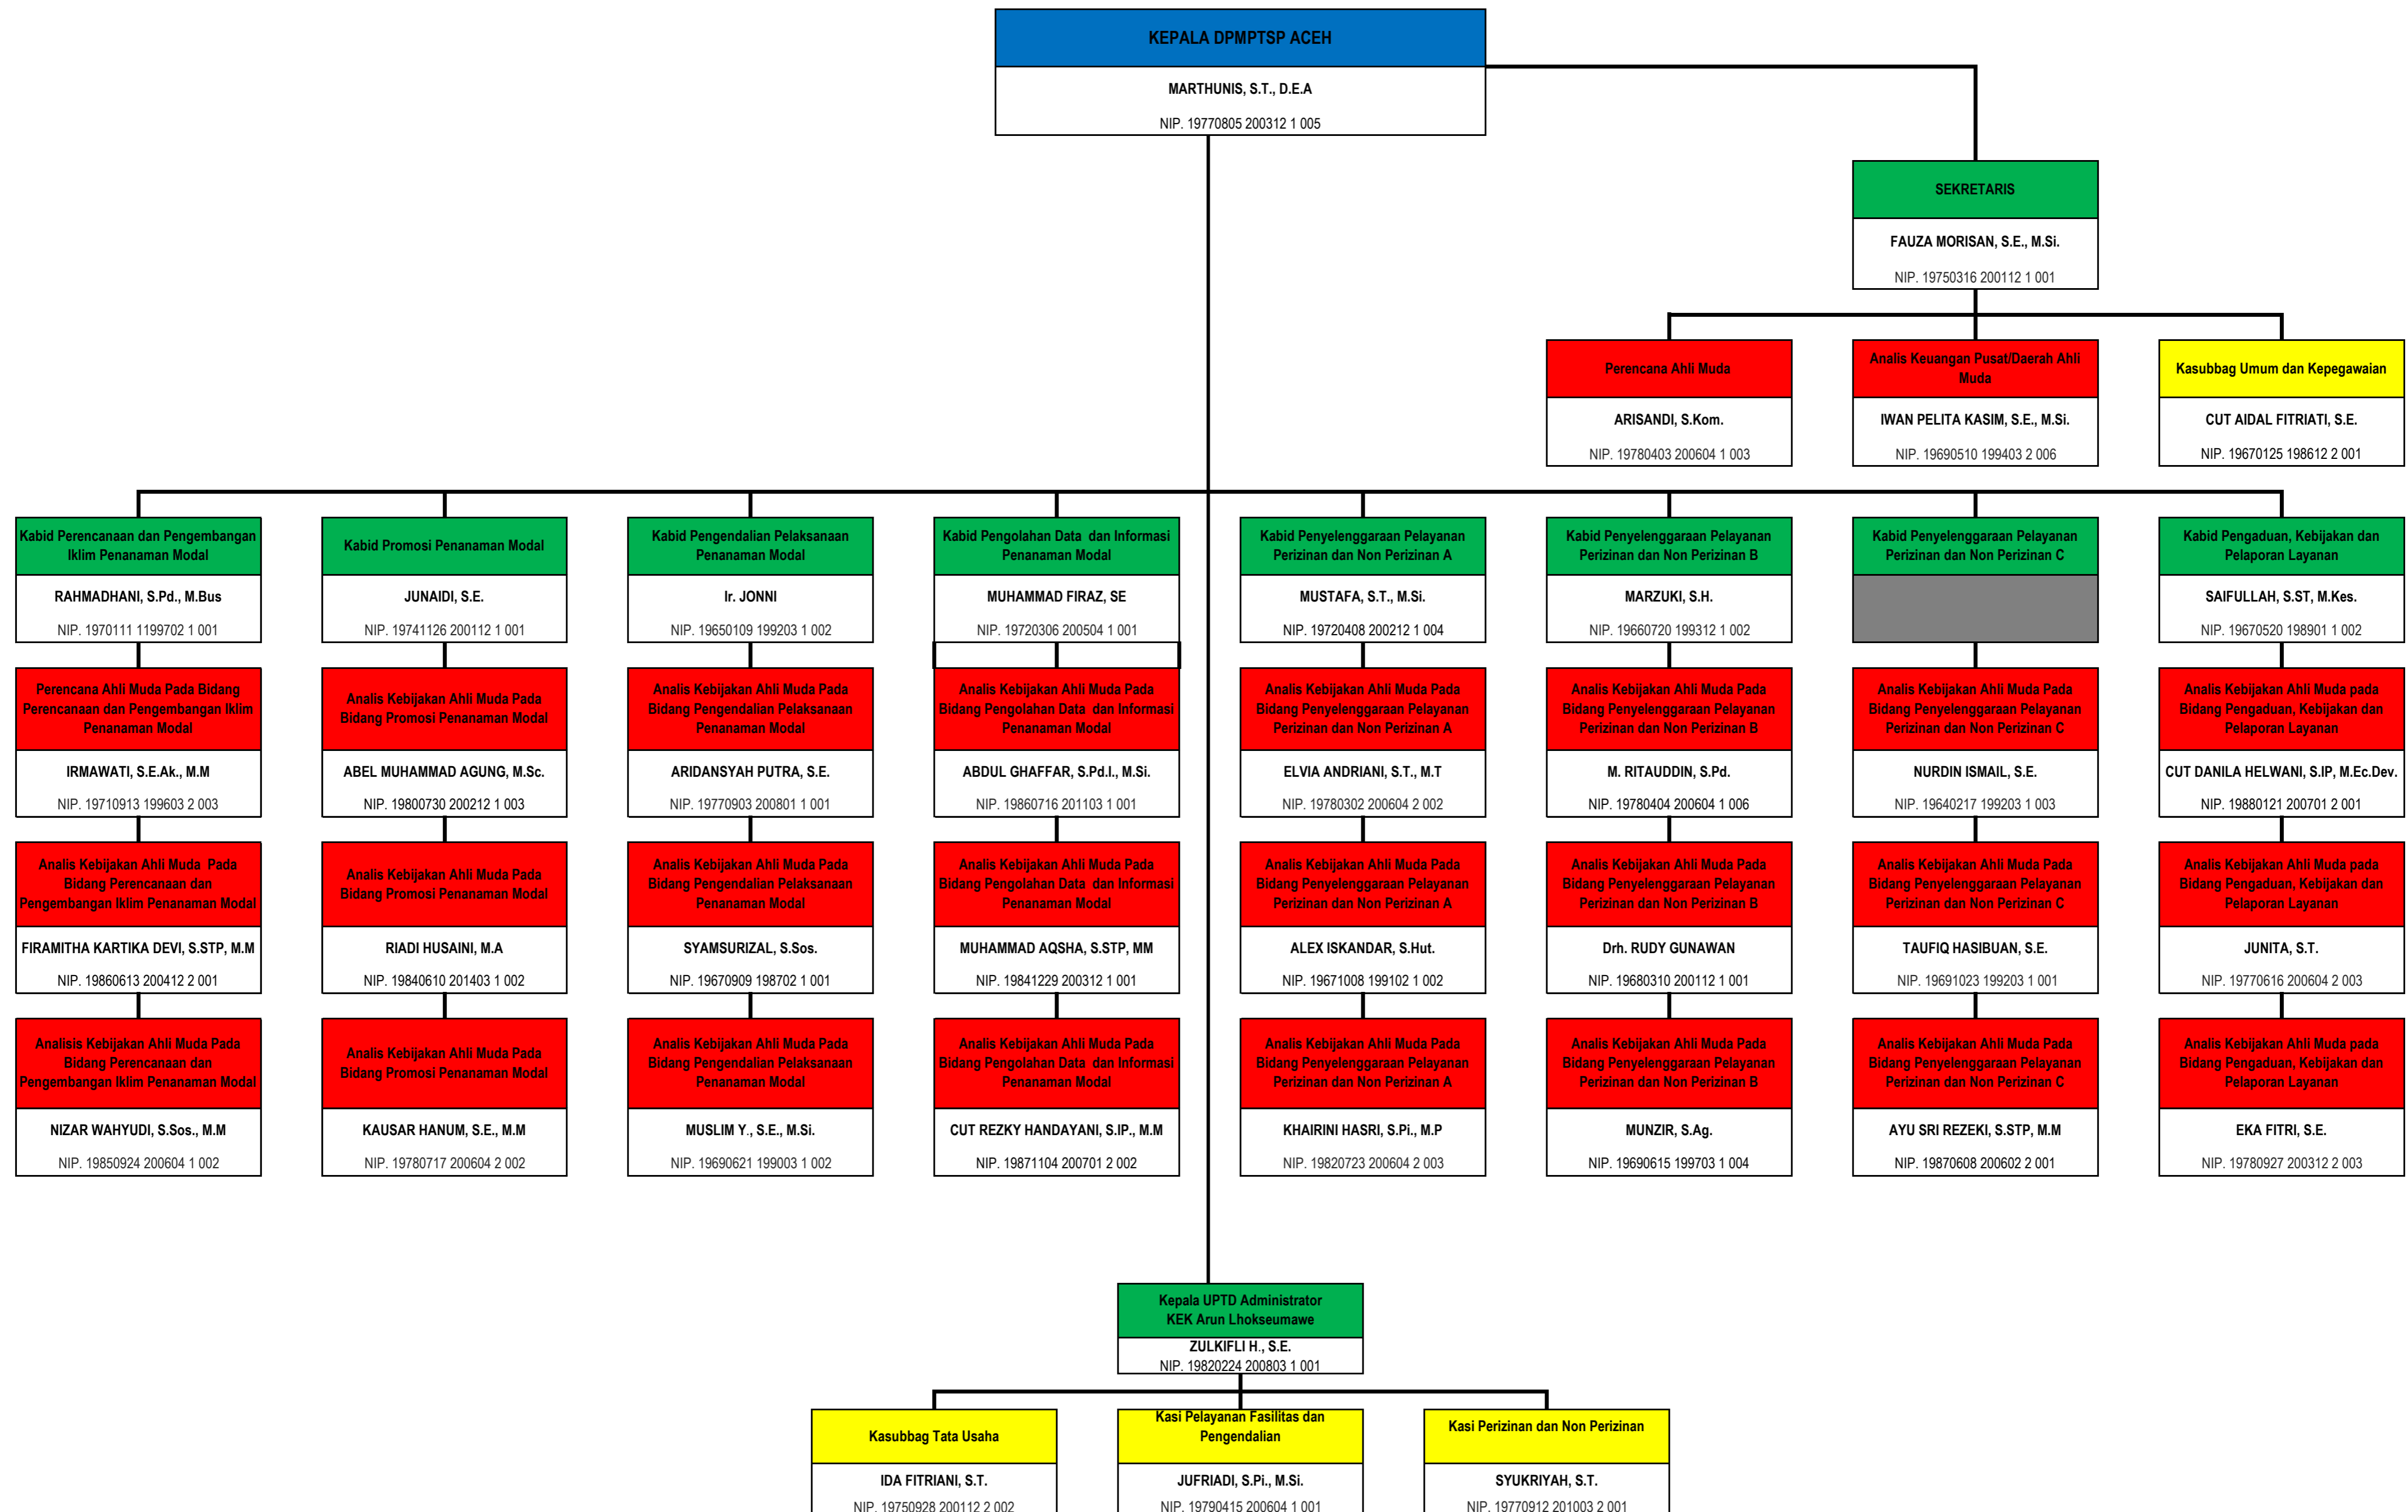 KEPALA DPMPTSP ACEH
MARTHUNIS, S.T., D.E.A
NIP. 19770805 200312 1 005
SEKRETARIS
FAUZA MORISAN, S.E., M.Si.
NIP. 19750316 200112 1 001
Perencana Ahli Muda
ARISANDI, S.Kom.
NIP. 19780403 200604 1 003
Analis Keuangan Pusat/Daerah Ahli
Muda
IWAN PELITA KASIM, S.E., M.Si.
NIP. 19690510 199403 2 006
Kasubbag Umum dan Kepegawaian
CUT AIDAL FITRIATI, S.E.
NIP. 19670125 198612 2 001
Kabid Perencanaan dan Pengembangan
Iklim Penanaman Modal
RAHMADHANI, S.Pd., M.Bus
NIP. 1970111 1199702 1 001
Perencana Ahli Muda Pada Bidang
Perencanaan dan Pengembangan Iklim
Penanaman Modal
IRMAWATI, S.E.Ak., M.M
NIP. 19710913 199603 2 003
Analis Kebijakan Ahli Muda Pada
Bidang Perencanaan dan
Pengembangan Iklim Penanaman Modal
FIRAMITHA KARTIKA DEVI, S.STP, M.M
NIP. 19860613 200412 2 001
Analisis Kebijakan Ahli Muda Pada
Bidang Perencanaan dan
Pengembangan Iklim Penanaman Modal
NIZAR WAHYUDI, S.Sos., M.M
NIP. 19850924 200604 1 002
Kabid Promosi Penanaman Modal
JUNAIDI, S.E.
NIP. 19741126 200112 1 001
Analis Kebijakan Ahli Muda Pada
Bidang Promosi Penanaman Modal
ABEL MUHAMMAD AGUNG, M.Sc.
NIP. 19800730 200212 1 003
Analis Kebijakan Ahli Muda Pada
Bidang Promosi Penanaman Modal
RIADI HUSAINI, M.A
NIP. 19840610 201403 1 002
Analis Kebijakan Ahli Muda Pada
Bidang Promosi Penanaman Modal
KAUSAR HANUM, S.E., M.M
NIP. 19780717 200604 2 002
Kabid Pengendalian Pelaksanaan
Penanaman Modal
Ir. JONNI
NIP. 19650109 199203 1 002
Analis Kebijakan Ahli Muda Pada
Bidang Pengendalian Pelaksanaan
Penanaman Modal
ARIDANSYAH PUTRA, S.E.
NIP. 19770903 200801 1 001
Analis Kebijakan Ahli Muda Pada
Bidang Pengendalian Pelaksanaan
Penanaman Modal
SYAMSURIZAL, S.Sos.
NIP. 19670909 198702 1 001
Analis Kebijakan Ahli Muda Pada
Bidang Pengendalian Pelaksanaan
Penanaman Modal
MUSLIM Y., S.E., M.Si.
NIP. 19690621 199003 1 002
Kabid Pengolahan Data dan Informasi
Penanaman Modal
MUHAMMAD FIRAZ, SE
NIP. 19720306 200504 1 001
Analis Kebijakan Ahli Muda Pada
Bidang Pengolahan Data dan Informasi
Penanaman Modal
ABDUL GHAFFAR, S.Pd.I., M.Si.
NIP. 19860716 201103 1 001
Analis Kebijakan Ahli Muda Pada
Bidang Pengolahan Data dan Informasi
Penanaman Modal
MUHAMMAD AQSHA, S.STP, MM
NIP. 19841229 200312 1 001
Analis Kebijakan Ahli Muda Pada
Bidang Pengolahan Data dan Informasi
Penanaman Modal
CUT REZKY HANDAYANI, S.IP., M.M
NIP. 19871104 200701 2 002
Kabid Penyelenggaraan Pelayanan
Perizinan dan Non Perizinan A
MUSTAFA, S.T., M.Si.
NIP. 19720408 200212 1 004
Analis Kebijakan Ahli Muda Pada
Bidang Penyelenggaraan Pelayanan
Perizinan dan Non Perizinan A
ELVIA ANDRIANI, S.T., M.T
NIP. 19780302 200604 2 002
Analis Kebijakan Ahli Muda Pada
Bidang Penyelenggaraan Pelayanan
Perizinan dan Non Perizinan A
ALEX ISKANDAR, S.Hut.
NIP. 19671008 199102 1 002
Analis Kebijakan Ahli Muda Pada
Bidang Penyelenggaraan Pelayanan
Perizinan dan Non Perizinan A
KHAIRINI HASRI, S.Pi., M.P
NIP. 19820723 200604 2 003
Kabid Penyelenggaraan Pelayanan
Perizinan dan Non Perizinan B
MARZUKI, S.H.
NIP. 19660720 199312 1 002
Analis Kebijakan Ahli Muda Pada
Bidang Penyelenggaraan Pelayanan
Perizinan dan Non Perizinan B
M. RITAUDDIN, S.Pd.
NIP. 19780404 200604 1 006
Analis Kebijakan Ahli Muda Pada
Bidang Penyelenggaraan Pelayanan
Perizinan dan Non Perizinan B
Drh. RUDY GUNAWAN
NIP. 19680310 200112 1 001
Analis Kebijakan Ahli Muda Pada
Bidang Penyelenggaraan Pelayanan
Perizinan dan Non Perizinan B
MUNZIR, S.Ag.
NIP. 19690615 199703 1 004
Kabid Penyelenggaraan Pelayanan
Perizinan dan Non Perizinan C
Analis Kebijakan Ahli Muda Pada
Bidang Penyelenggaraan Pelayanan
Perizinan dan Non Perizinan C
NURDIN ISMAIL, S.E.
NIP. 19640217 199203 1 003
Analis Kebijakan Ahli Muda Pada
Bidang Penyelenggaraan Pelayanan
Perizinan dan Non Perizinan C
TAUFIQ HASIBUAN, S.E.
NIP. 19691023 199203 1 001
Analis Kebijakan Ahli Muda Pada
Bidang Penyelenggaraan Pelayanan
Perizinan dan Non Perizinan C
AYU SRI REZEKI, S.STP, M.M
NIP. 19870608 200602 2 001
Kabid Pengaduan, Kebijakan dan
Pelaporan Layanan
SAIFULLAH, S.ST, M.Kes.
NIP. 19670520 198901 1 002
Analis Kebijakan Ahli Muda pada
Bidang Pengaduan, Kebijakan dan
Pelaporan Layanan
CUT DANILA HELWANI, S.IP, M.Ec.Dev.
NIP. 19880121 200701 2 001
Analis Kebijakan Ahli Muda pada
Bidang Pengaduan, Kebijakan dan
Pelaporan Layanan
JUNITA, S.T.
NIP. 19770616 200604 2 003
Analis Kebijakan Ahli Muda pada
Bidang Pengaduan, Kebijakan dan
Pelaporan Layanan
EKA FITRI, S.E.
NIP. 19780927 200312 2 003
Kepala UPTD Administrator
KEK Arun Lhokseumawe
ZULKIFLI H., S.E.
NIP. 19820224 200803 1 001
Kasubbag Tata Usaha
IDA FITRIANI, S.T.
NIP. 19750928 200112 2 002
Kasi Pelayanan Fasilitas dan
Pengendalian
JUFRIADI, S.Pi., M.Si.
NIP. 19790415 200604 1 001
Kasi Perizinan dan Non Perizinan
SYUKRIYAH, S.T.
NIP. 19770912 201003 2 001